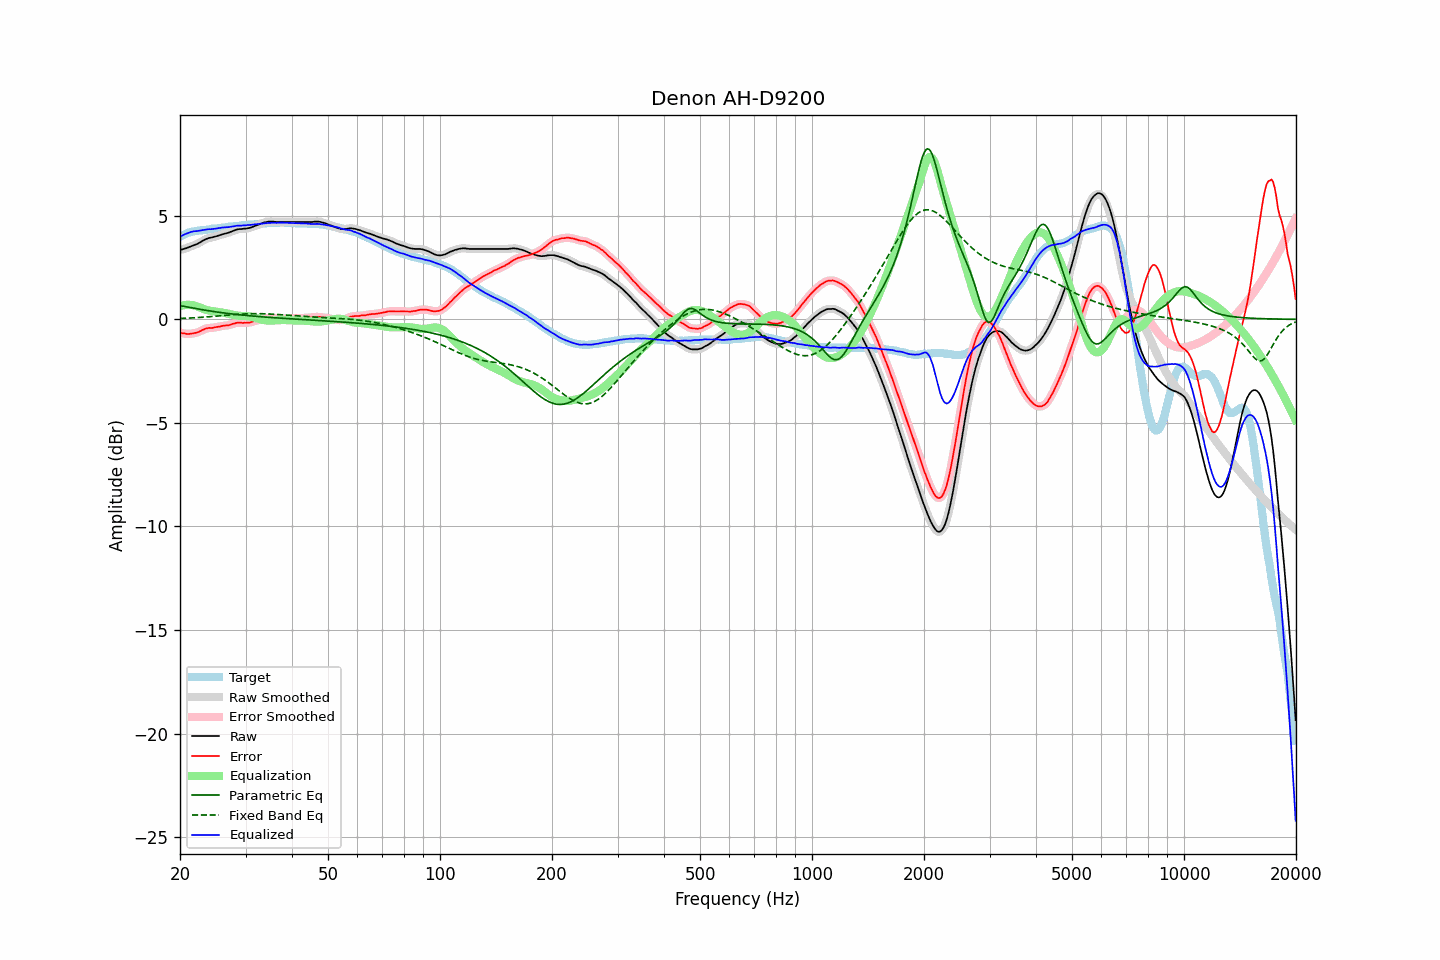 Denon AH-D9200
Amplitude (dBr)
5
0
−5
−10
−15
−20
−25
Target
Raw Smoothed
Error Smoothed
Raw
Error
Equalization
Parametric Eq
Fixed Band Eq
Equalized
20 50 100 200 500 1000 2000 5000 10000 20000
Frequency (Hz)